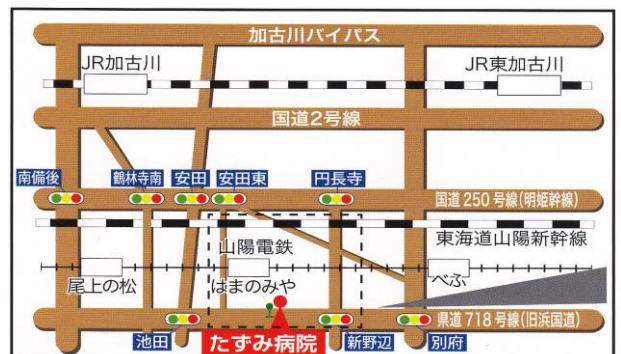 加古川バイパス
JR加古川
JR東加古川
国道2号線
南備後
鶴林寺南
安田
安田東
円長寺
国道250号線(明姫幹線)
東海道山陽新幹線
山陽電鉄
尾上の松
はまのみや
べふ
県道718号線(旧浜国道)
池田
たずみ病院
新野辺
別府